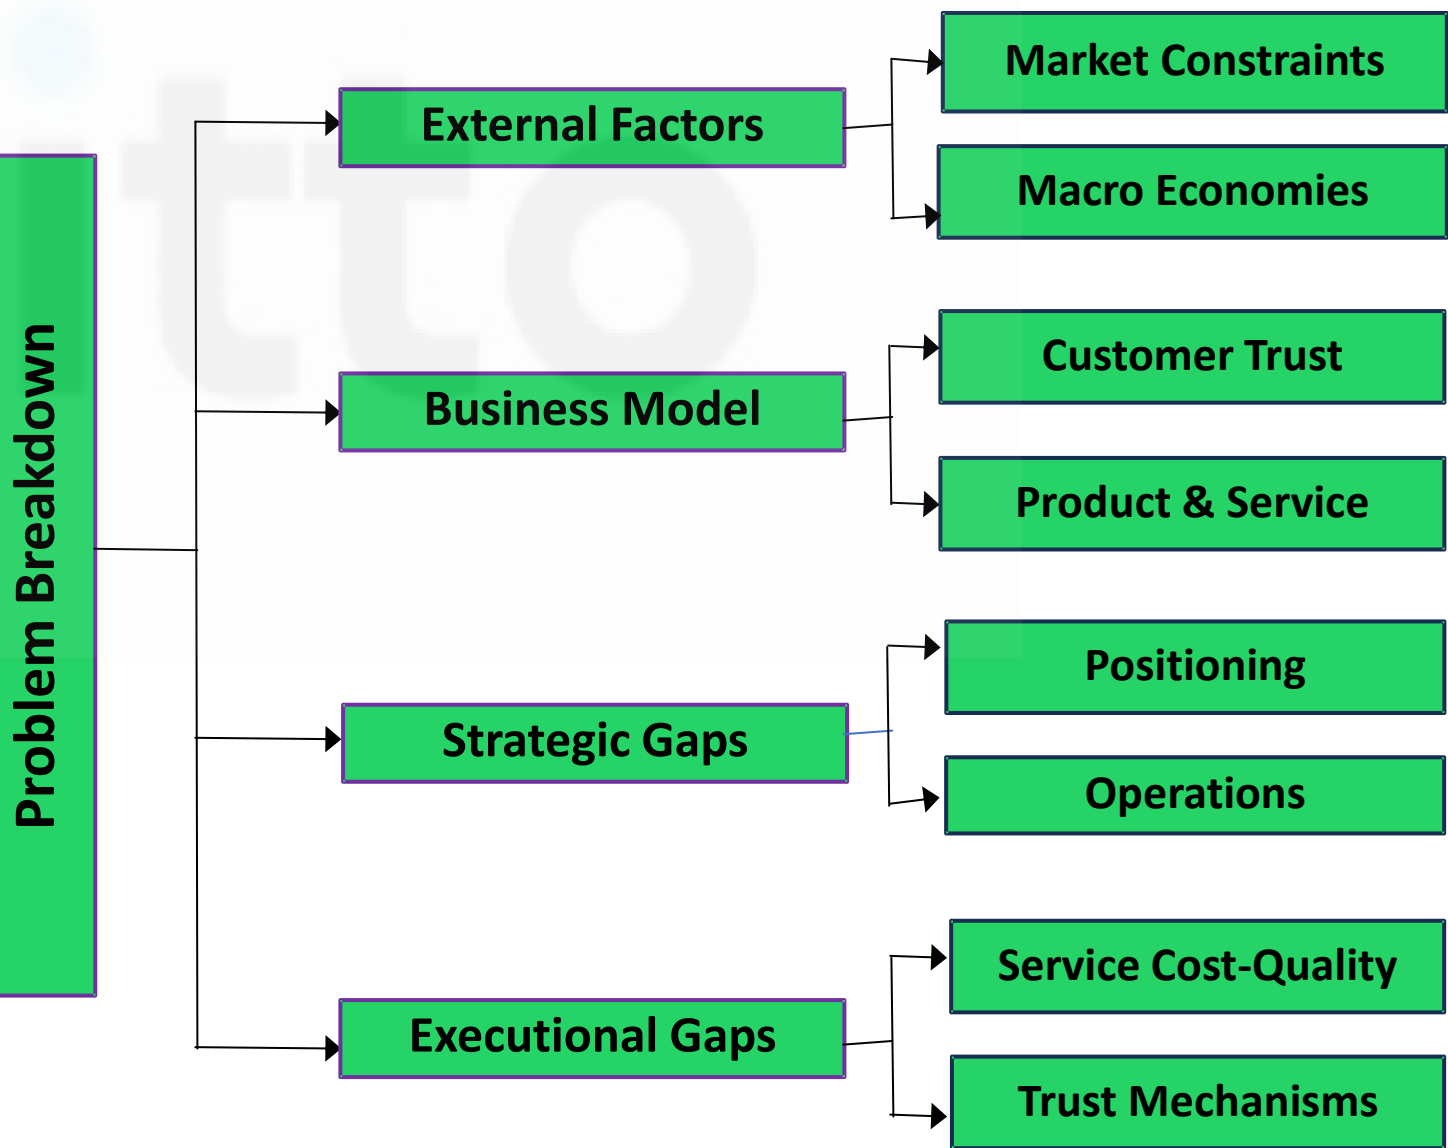 Problem Breakdown
External Factors
Market Constraints
Macro Economies
Business Model
Customer Trust
Product & Service
Strategic Gaps
Positioning
Operations
Executional Gaps
Service Cost-Quality
Trust Mechanisms
itto